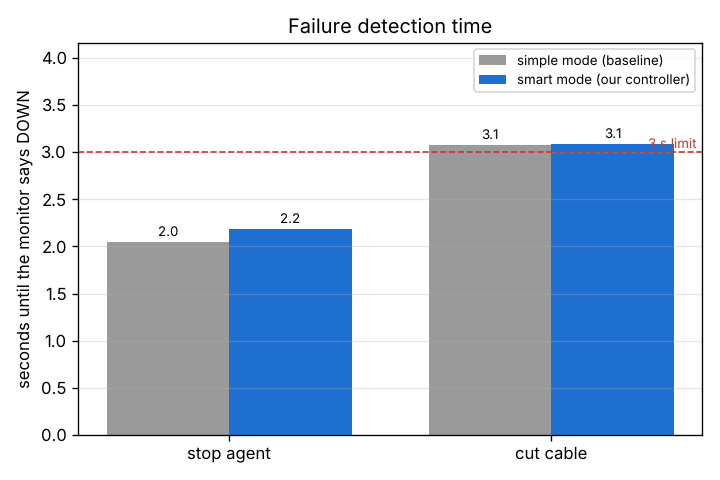 Failure detection time
simple mode (baseline)
smart mode (our controller)
seconds until the monitor says DOWN
4.0
3.5
3.0
2.5
2.0
1.5
1.0
0.5
0.0
2.0
2.2
3.1
3.1
3 s limit
stop agent
cut cable